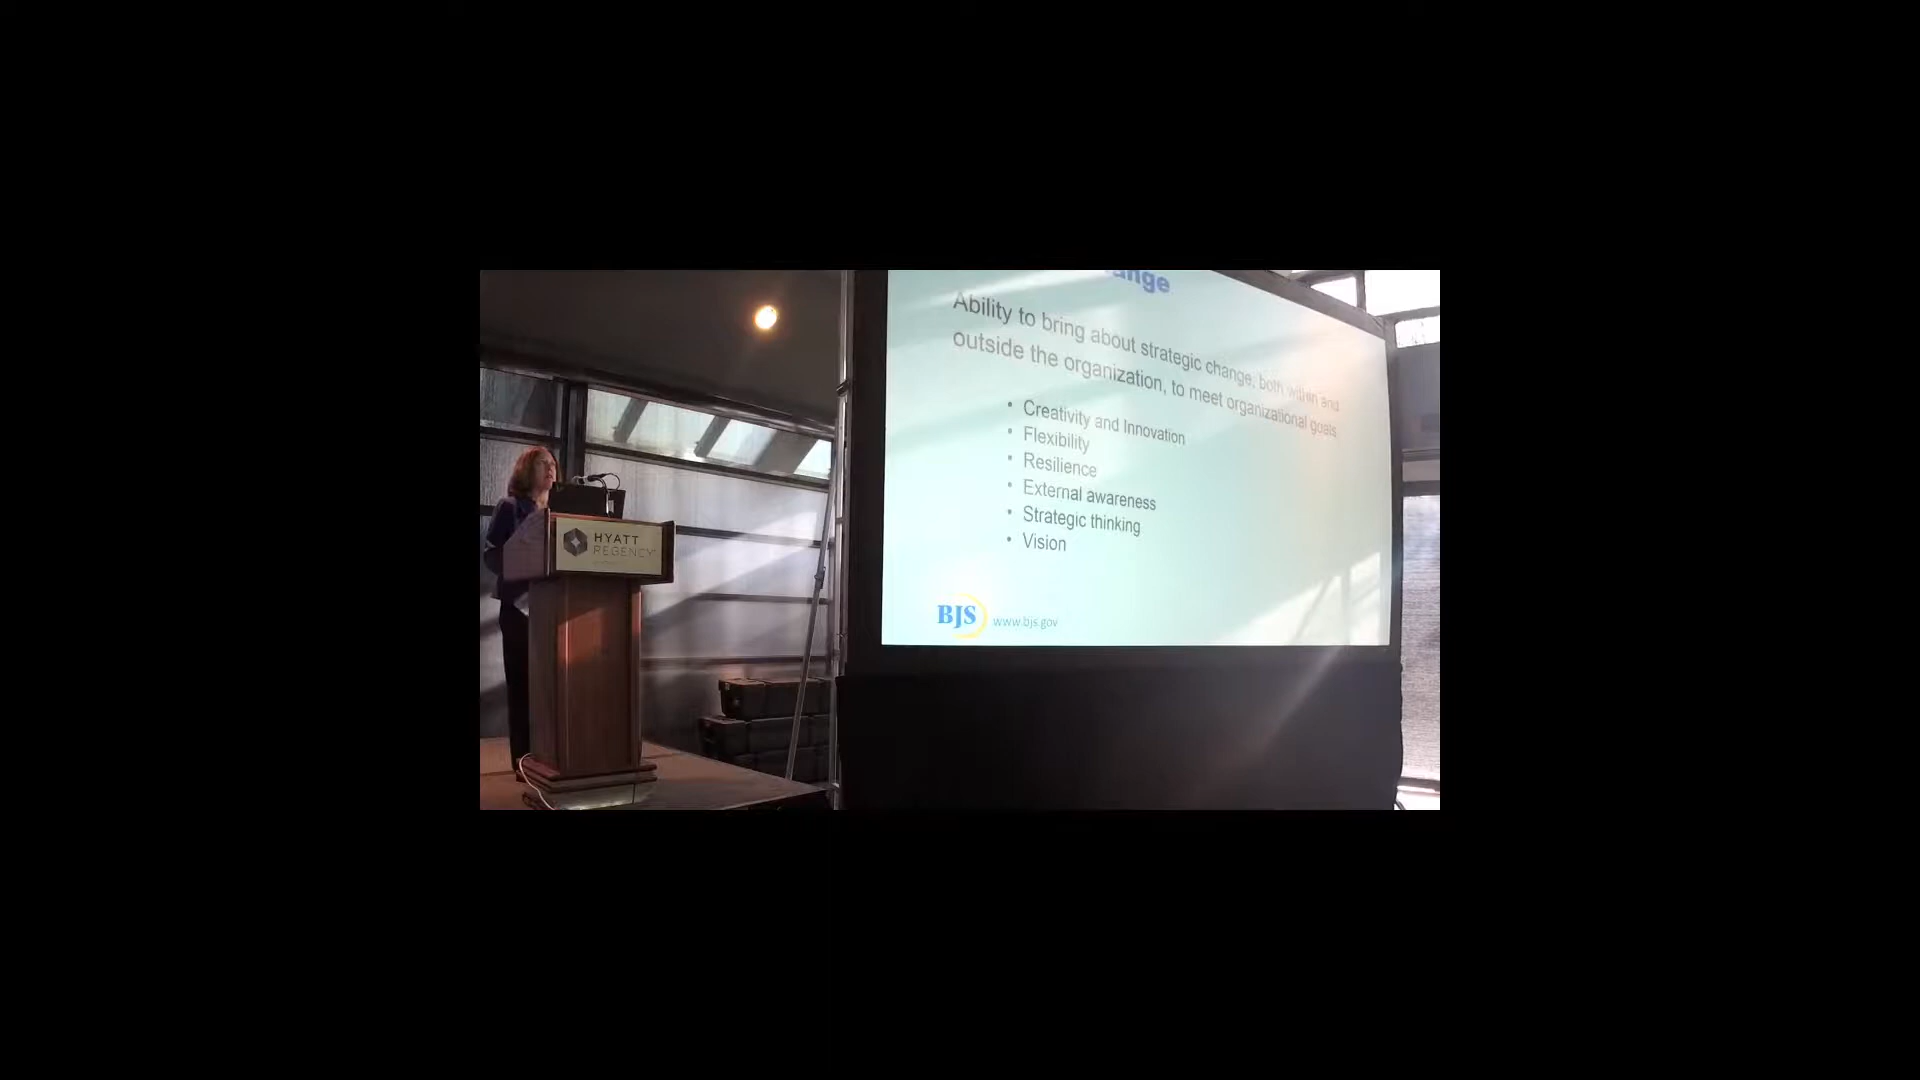 ange
Ability to bring about strategic change, both within and
outside the organization, to meet organizational goals
• Creativity and Innovation
• Flexibility
• Resilience
• External awareness
• Strategic thinking
• Vision
BJS www.bjs.gov
HYATT
REGENCY